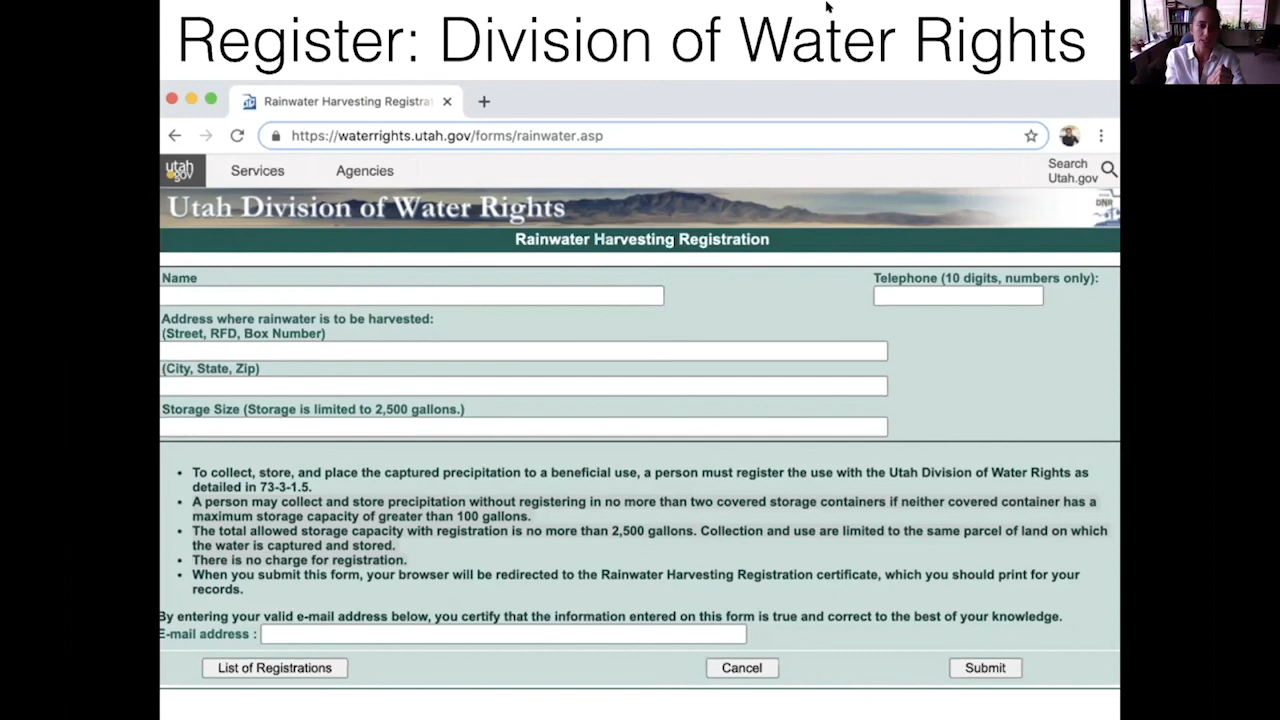 Register: Division of Water Rights
Rainwater Harvesting Registra
https://waterrights.utah.gov/forms/rainwater.asp
utah
gov
Services
Agencies
Search
Utah.gov
Utah Division of Water Rights
DNR
Rainwater Harvesting Registration
Name
Telephone (10 digits, numbers only):
Address where rainwater is to be harvested:
(Street, RFD, Box Number)
(City, State, Zip)
Storage Size (Storage is limited to 2,500 gallons.)
• To collect, store, and place the captured precipitation to a beneficial use, a person must register the use with the Utah Division of Water Rights as
detailed in 73-3-1.5.
• A person may collect and store precipitation without registering in no more than two covered storage containers if neither covered container has a
maximum storage capacity of greater than 100 gallons.
• The total allowed storage capacity with registration is no more than 2,500 gallons. Collection and use are limited to the same parcel of land on which
the water is captured and stored.
• There is no charge for registration.
• When you submit this form, your browser will be redirected to the Rainwater Harvesting Registration certificate, which you should print for your
records.
By entering your valid e-mail address below, you certify that the information entered on this form is true and correct to the best of your knowledge.
E-mail address :
List of Registrations
Cancel
Submit